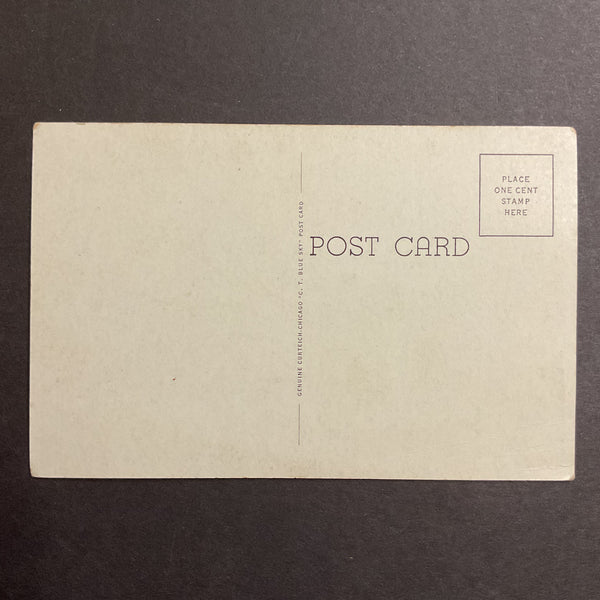 PLACE
ONE CENT
STAMP
HERE
POST CARD
GENUINE CURTEICH-CHICAGO "C. T. BLUE SKY" POST CARD